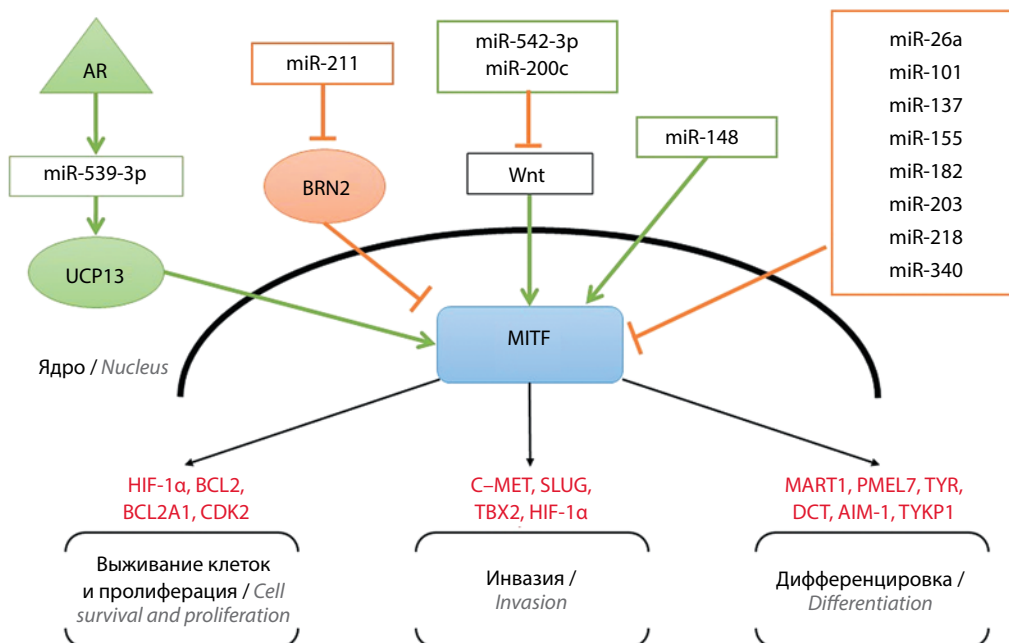 AR
miR-539-3p
UCP13
miR-211
BRN2
miR-542-3p
miR-200c
Wnt
miR-148
miR-26a
miR-101
miR-137
miR-155
miR-182
miR-203
miR-218
miR-340
MITF
Ядро / Nucleus
HIF-1α, BCL2,
BCL2A1, CDK2
Выживание клеток
и пролиферация / Cell
survival and proliferation
C–MET, SLUG,
TBX2, HIF-1α
Инвазия /
Invasion
MART1, PMEL7, TYR,
DCT, AIM-1, TYKP1
Дифференцировка /
Differentiation